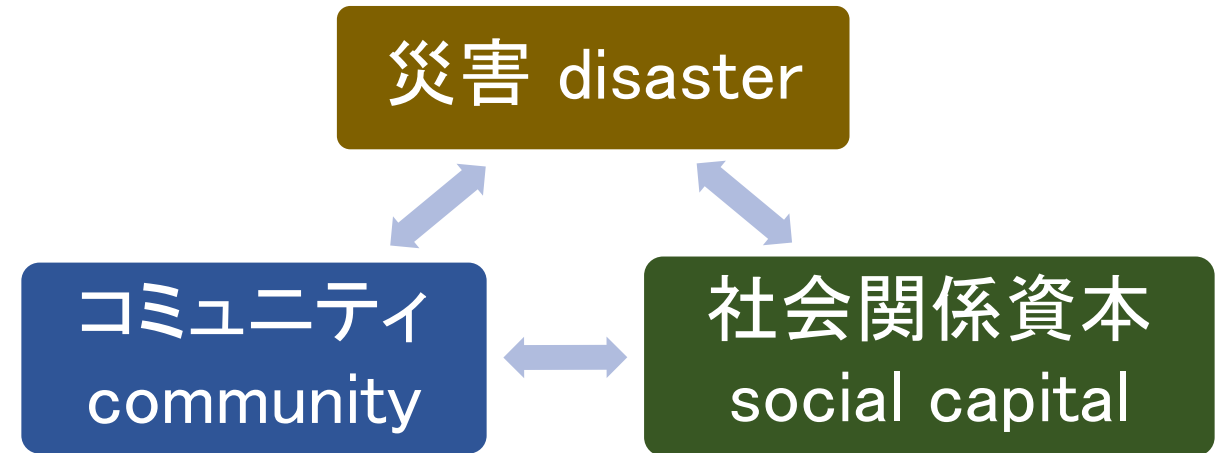 災害 disaster
コミュニティ
community
社会関係資本
social capital